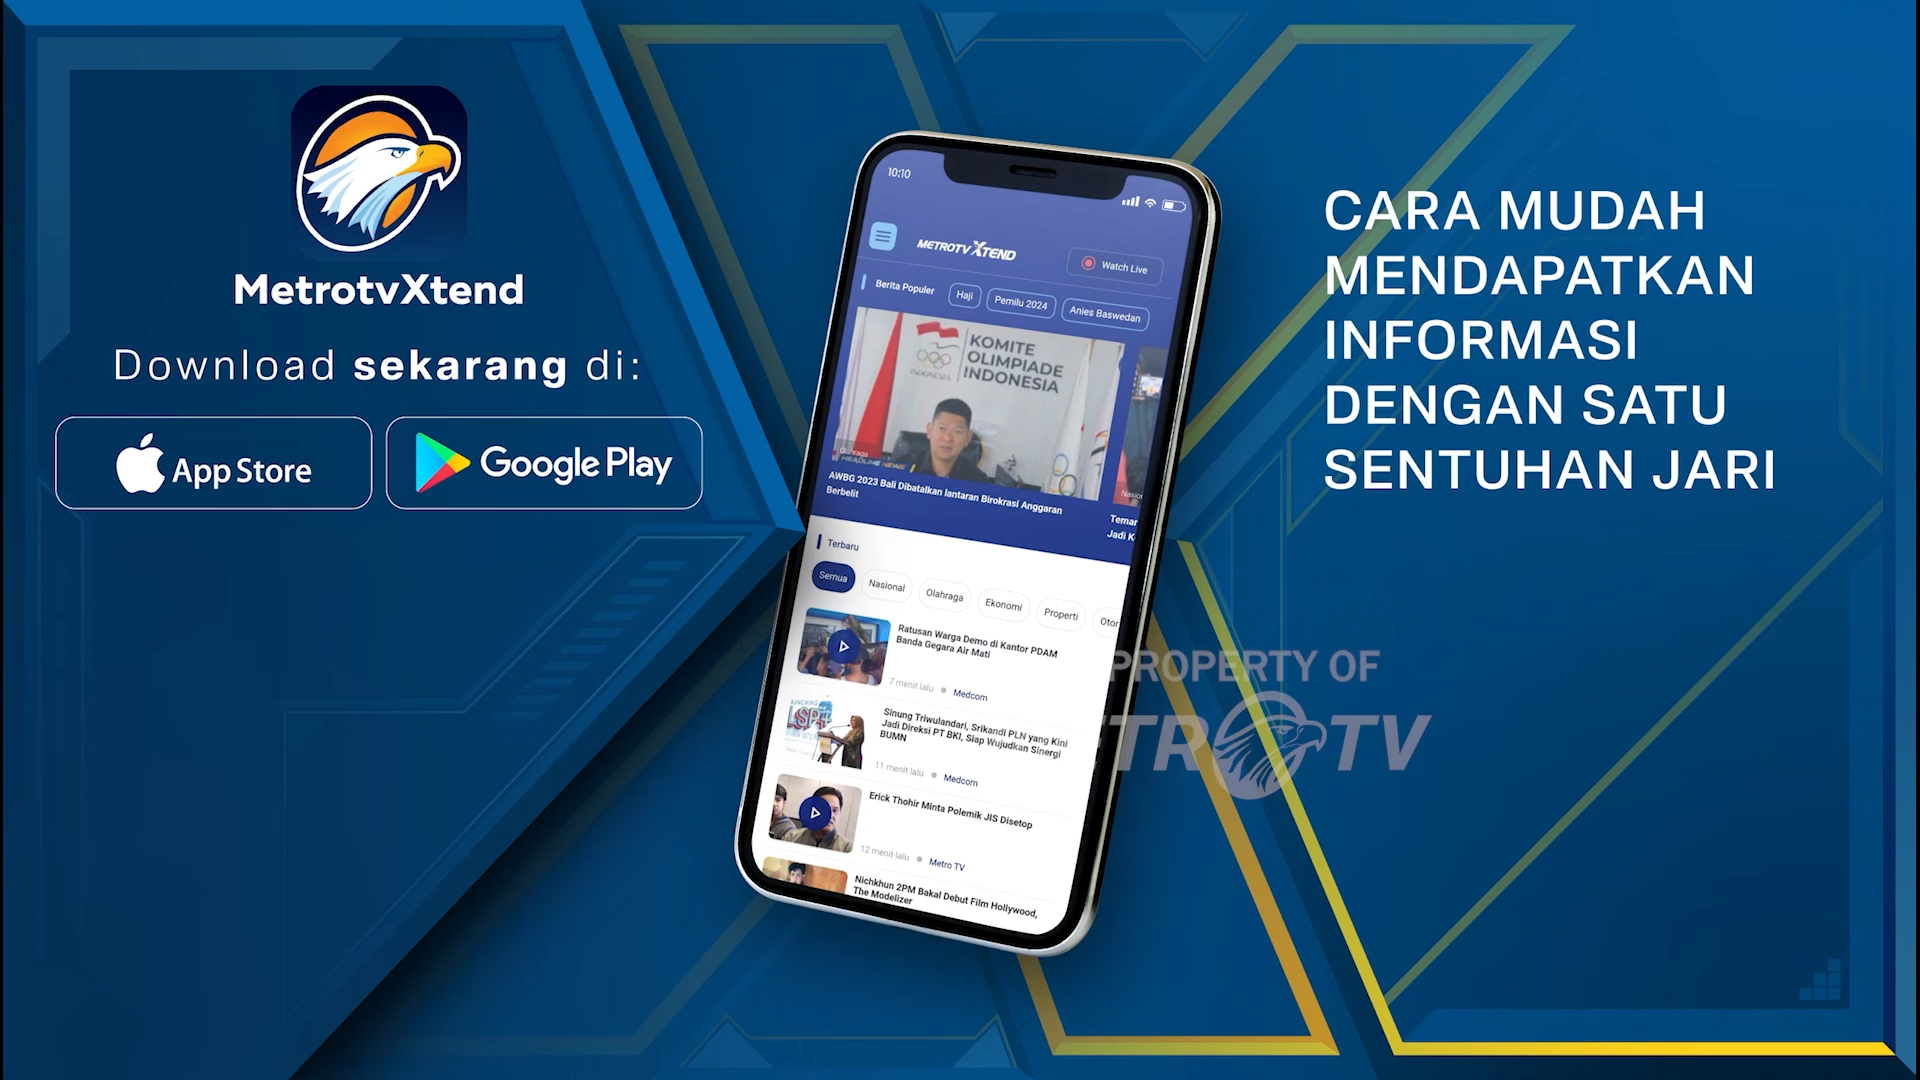 MetrotvXtend
Download sekarang di:
App Store
Google Play
10:10
METROTV XTEND
Watch Live
Berita Populer
Haji
Pemilu 2024
Anies Baswedan
KOMITE
OLIMPIADE
INDONESIA
INDONESIA
Olahraga
HEADLINE NEWS
AWBG 2023 Bali Dibatalkan lantaran Birokrasi Anggaran
Berbelit
Terbaru
Semua
Nasional
Olahraga
Ekonomi
Properti
Ratusan Warga Demo di Kantor PDAM
Banda Gegara Air Mati
7 menit lalu
Medcom
Sinung Triwulandari, Srikandi PLN yang Kini
Jadi Direksi PT BKI, Siap Wujudkan Sinergi
BUMN
11 menit lalu
Medcom
Erick Thohir Minta Polemik JIS Disetop
12 menit lalu
Metro TV
Nichkhun 2PM Bakal Debut Film Hollywood,
The Modelizer
CARA MUDAH
MENDAPATKAN
INFORMASI
DENGAN SATU
SENTUHAN JARI
PROPERTY OF
TV